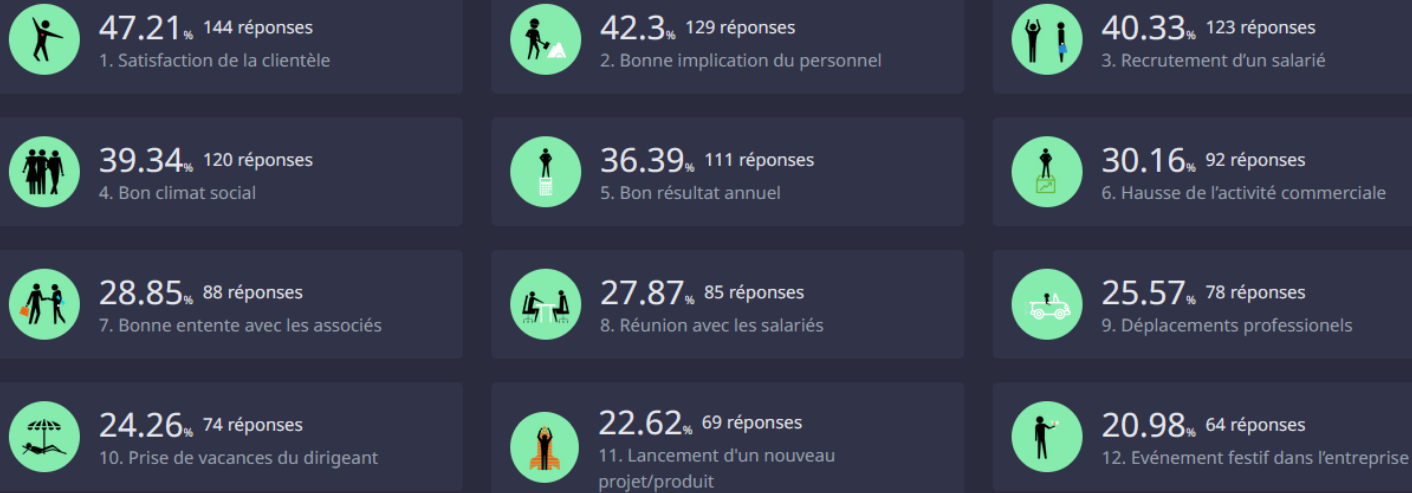 47.21% 144 réponses
1. Satisfaction de la clientèle
42.3% 129 réponses
2. Bonne implication du personnel
40.33% 123 réponses
3. Recrutement d’un salarié
39.34% 120 réponses
4. Bon climat social
36.39% 111 réponses
5. Bon résultat annuel
30.16% 92 réponses
6. Hausse de l’activité commerciale
28.85% 88 réponses
7. Bonne entente avec les associés
27.87% 85 réponses
8. Réunion avec les salariés
25.57% 78 réponses
9. Déplacements professionels
24.26% 74 réponses
10. Prise de vacances du dirigeant
22.62% 69 réponses
11. Lancement d'un nouveau
projet/produit
20.98% 64 réponses
12. Evénement festif dans l’entreprise